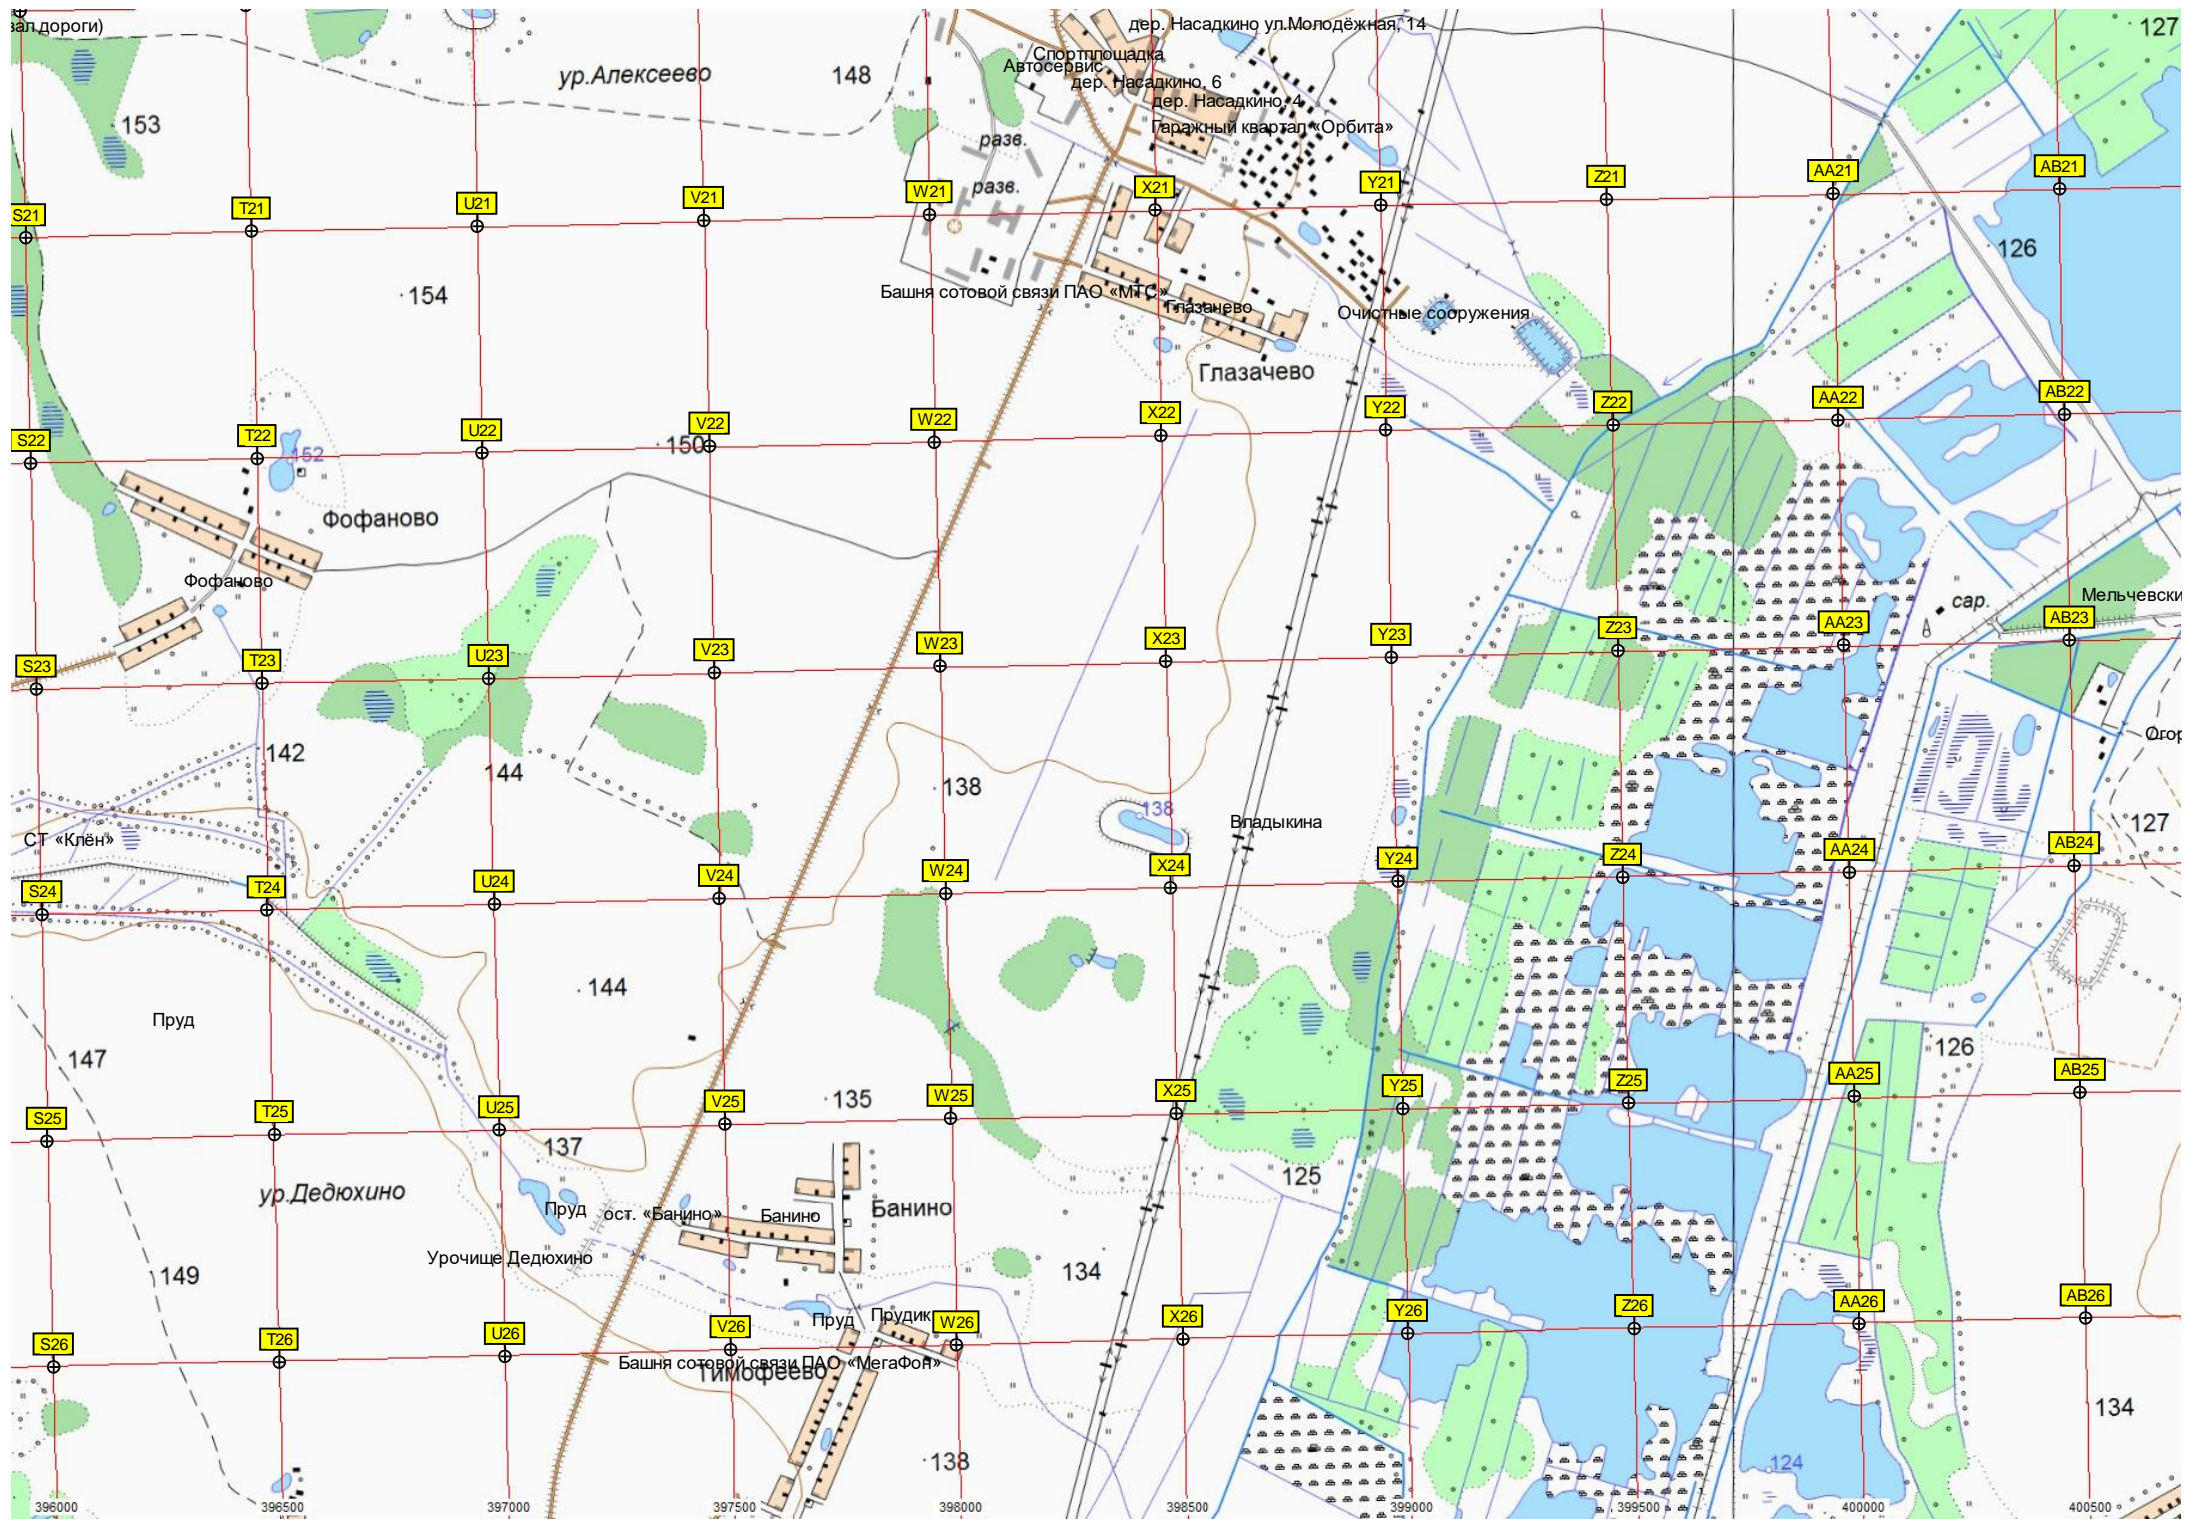 дер. Насадкино ул.Молодёжная, 14
127
вал дороги)
Спортплощадка
Автосервис
ур.Алексеево
148
дер. Насадкино, 6
дер. Насадкино, 4
153
Гаражный квартал «Орбита»
разв.
разв.
S21
T21
U21
V21
W21
X21
Y21
Z21
AA21
AB21
126
154
Башня сотовой связи ПАО «МТС»
Глазачево
Очистные сооружения
Глазачево
S22
T22
U22
V22
W22
X22
Y22
Z22
AA22
AB22
150
152
Фофаново
Фофаново
сар.
Мельчевски
S23
T23
U23
V23
W23
X23
Y23
Z23
AA23
AB23
142
144
Огор
138
138
Владыкина
127
СТ «Клён»
S24
T24
U24
V24
W24
X24
Y24
Z24
AA24
AB24
144
Пруд
147
126
135
S25
T25
U25
V25
W25
X25
Y25
Z25
AA25
AB25
137
125
ур.Дедюхино
Пруд
ост. «Банино»
Банино
Банино
Урочище Дедюхино
149
134
Пруд
Прудик
S26
T26
U26
V26
W26
X26
Y26
Z26
AA26
AB26
Башня сотовой связи ПАО «МегаФон»
Тимофеево
134
138
124
396000
396500
397000
397500
398000
398500
399000
399500
400000
400500